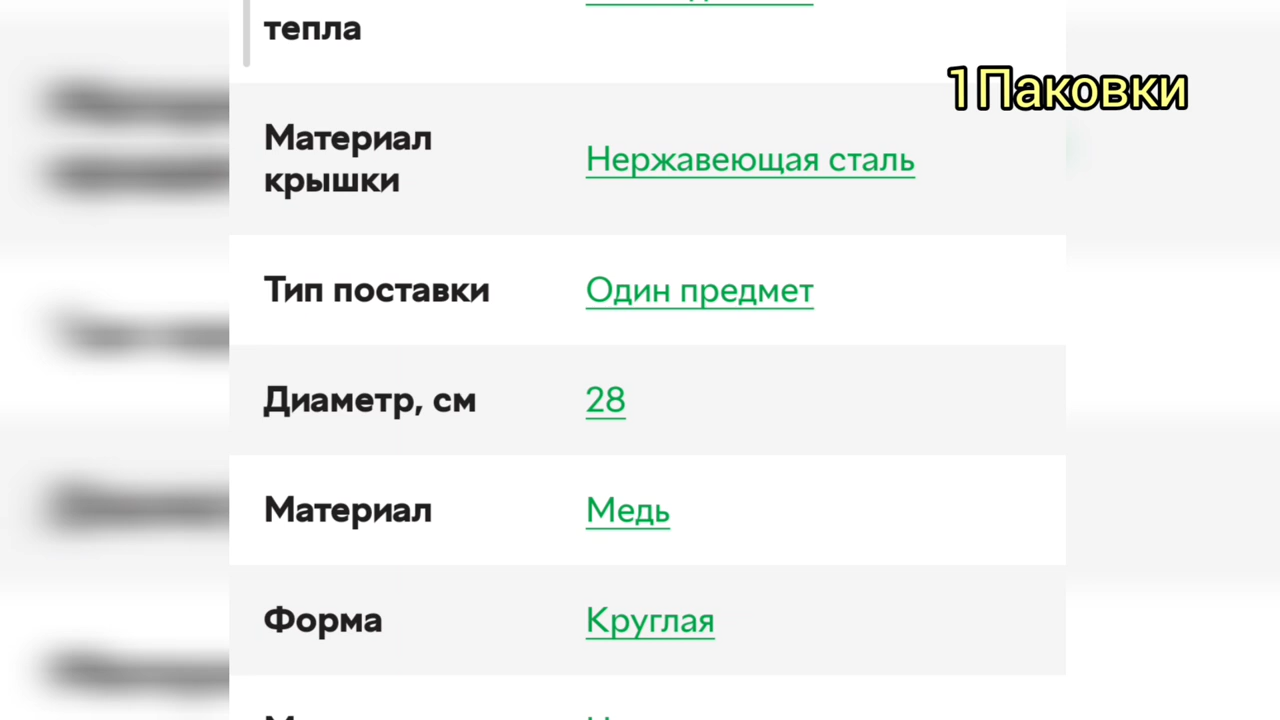 тепла
1 Паковки
Материал
крышки
Нержавеющая сталь
Тип поставки
Один предмет
Диаметр, см
28
Материал
Медь
Форма
Круглая